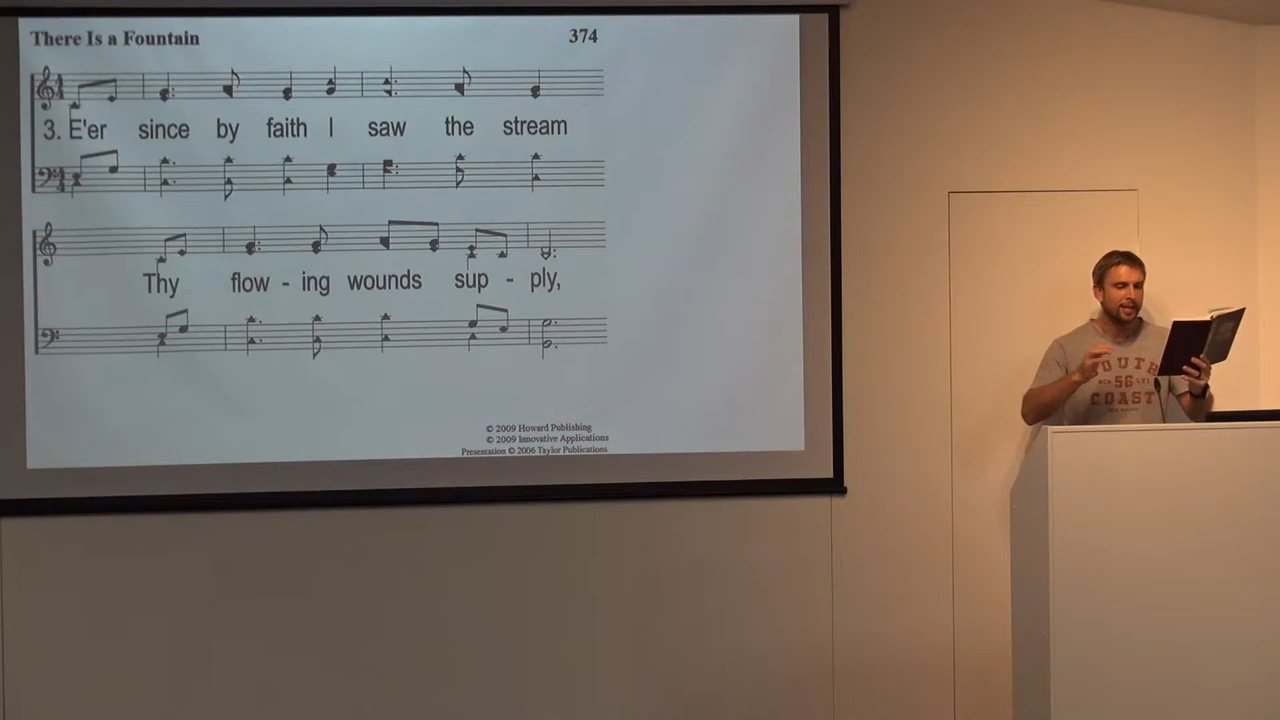 There Is a Fountain 374
3. E'er since by faith I saw the stream
Thy flow - ing wounds sup - ply,
© 2009 Howard Publishing
© 2009 Innovative Applications
Presentation © 2006 Taylor Publications
SOUTH
56
COAST